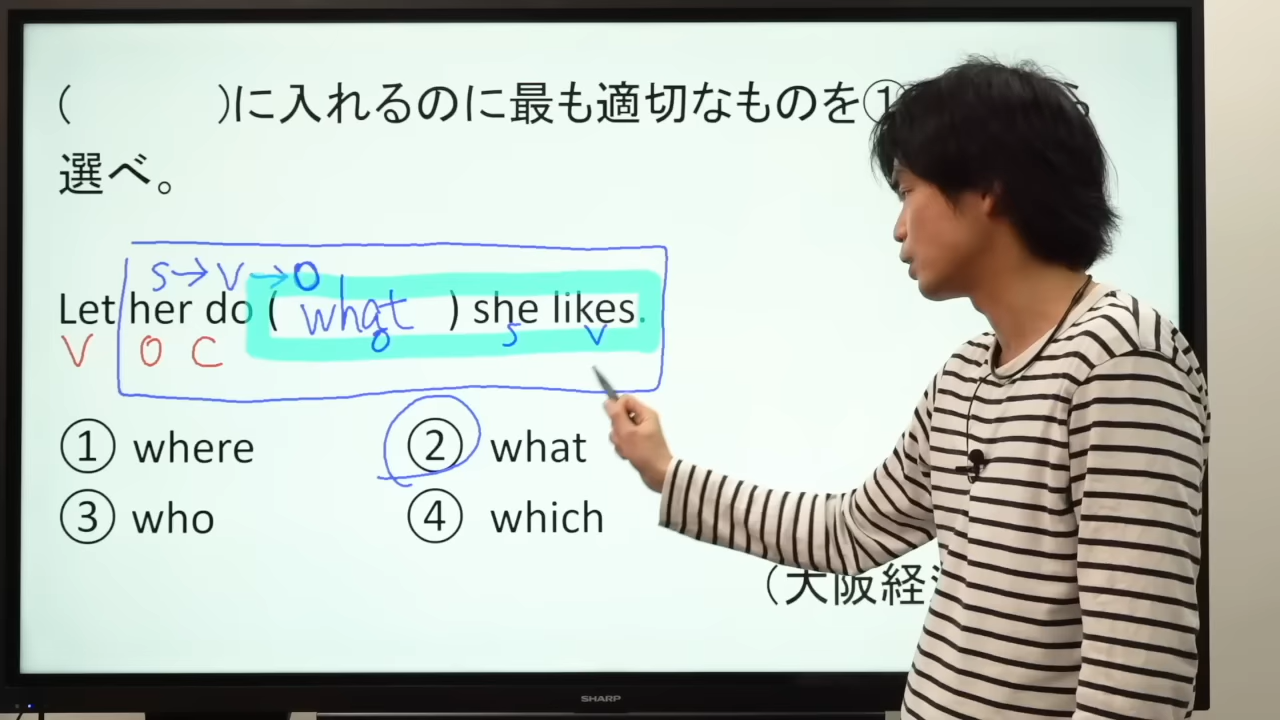 (　　　)に入れるのに最も適切なものを①
選べ。
S→V→O
Let her do ( what ) she likes.
V O C O S V
① where ② what
③ who ④ which
(大阪経
SHARP